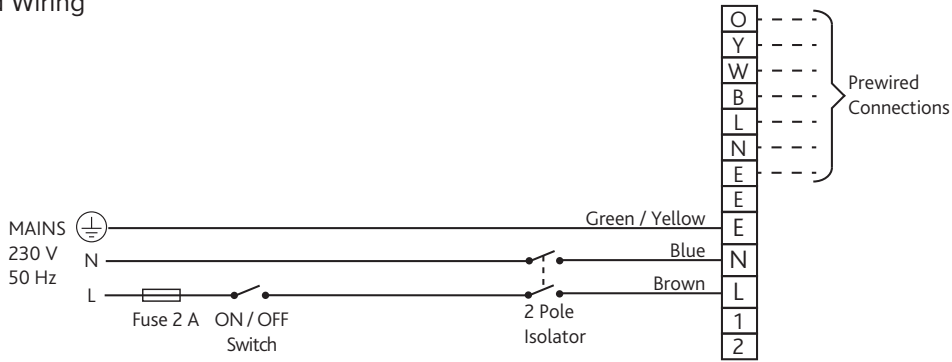 Wiring
O
Y
W
B
L
N
E
E
E
N
L
1
2
Prewired
Connections
MAINS
230 V
50 Hz
N
L
Green / Yellow
Blue
Brown
Fuse 2 A
ON / OFF
Switch
2 Pole
Isolator